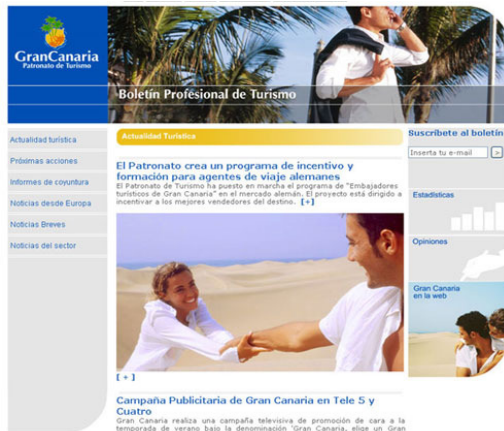 GranCanaria
Patronato de Turismo
Boletín Profesional de Turismo
Actualidad turística
Próximas acciones
Informes de coyuntura
Noticias desde Europa
Noticias Breves
Noticias del sector
Actualidad Turística
El Patronato crea un programa de incentivo y
formación para agentes de viaje alemanes
El Patronato de Turismo ha puesto en marcha el programa de "Embajadores
turísticos de Gran Canaria" en el mercado alemán. El proyecto está dirigido a
incentivar a los mejores vendedores del destino. [+]
[ + ]
Campaña Publicitaria de Gran Canaria en Tele 5 y
Cuatro
Gran Canaria realiza una campaña televisiva de promoción de cara a la
temporada de verano bajo la denominación 'Gran Canaria, elige un Gran
Suscríbete al boletín
Inserta tu e-mail >
Estadísticas
Opiniones
Gran Canaria
en la web